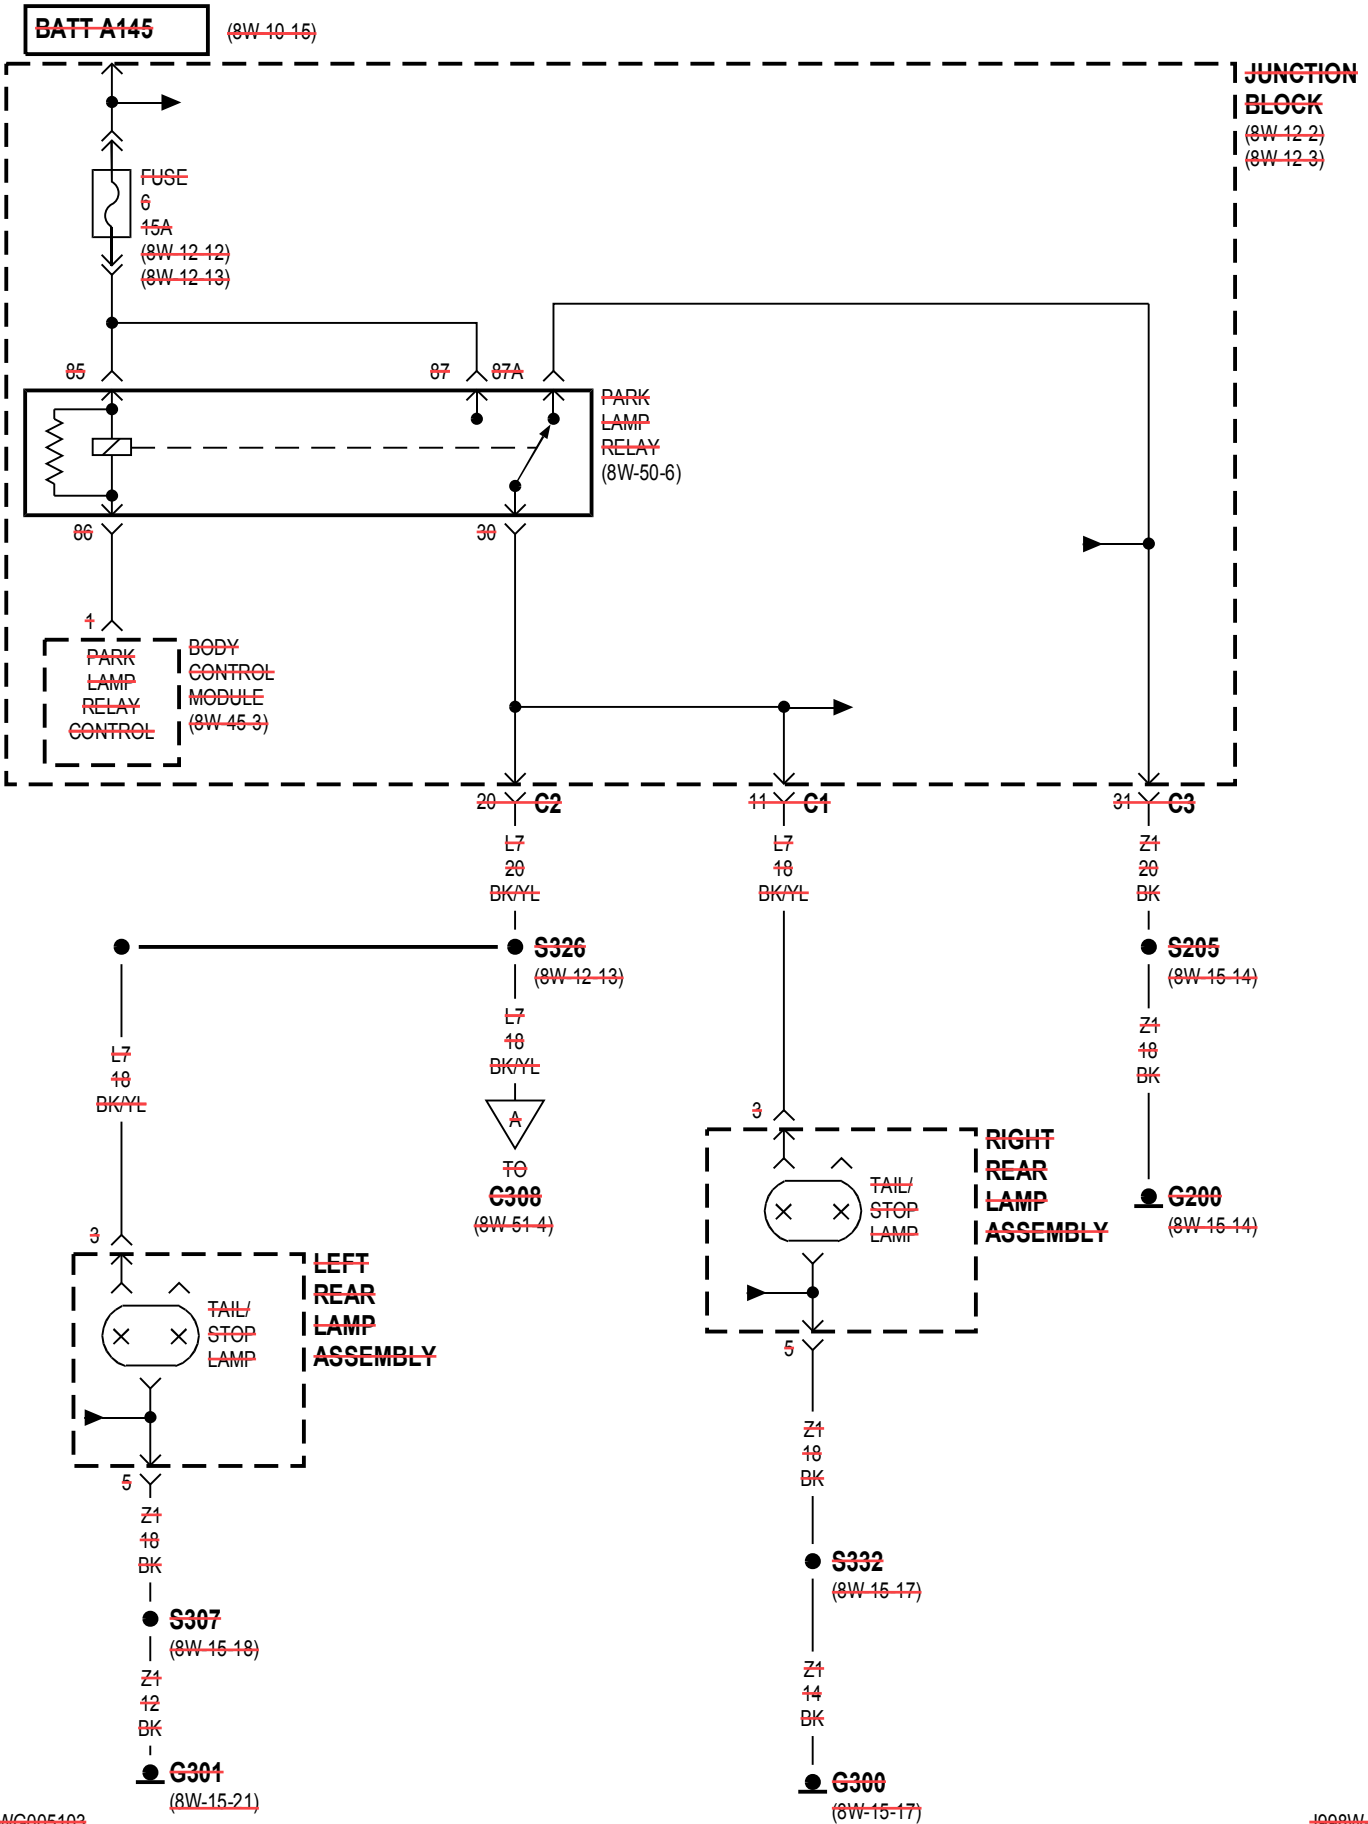 BATT A145
(8W-10-15)
JUNCTION
BLOCK
(8W-12-2)
(8W-12-3)
FUSE
6
15A
(8W-12-12)
(8W-12-13)
85
87
87A
PARK
LAMP
RELAY
(8W-50-6)
86
30
1
PARK
LAMP
RELAY
CONTROL
BODY
CONTROL
MODULE
(8W-45-3)
20
C2
11
C1
31
C3
L7
20
BK/YL
L7
18
BK/YL
Z1
20
BK
S326
(8W-12-13)
S205
(8W-15-14)
L7
18
BK/YL
L7
18
BK/YL
Z1
18
BK
A
TO
C308
(8W-51-4)
3
RIGHT
REAR
LAMP
ASSEMBLY
TAIL/
STOP
LAMP
G200
(8W-15-14)
3
LEFT
REAR
LAMP
ASSEMBLY
TAIL/
STOP
LAMP
5
5
Z1
18
BK
Z1
18
BK
S332
(8W-15-17)
S307
(8W-15-18)
Z1
12
BK
Z1
14
BK
G301
(8W-15-21)
G300
(8W-15-17)